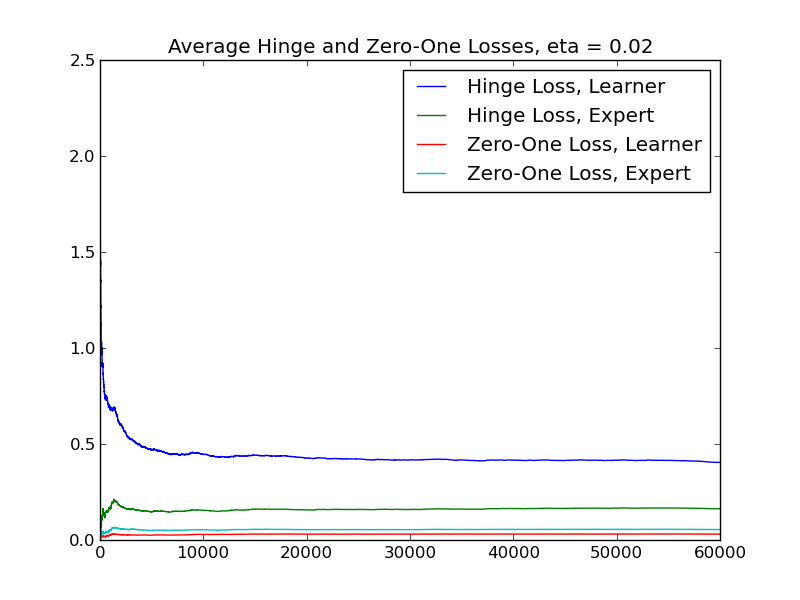 Average Hinge and Zero-One Losses, eta = 0.02
2.5
2.0
1.5
1.0
0.5
0.0
Hinge Loss, Learner
Hinge Loss, Expert
Zero-One Loss, Learner
Zero-One Loss, Expert
0
10000
20000
30000
40000
50000
60000